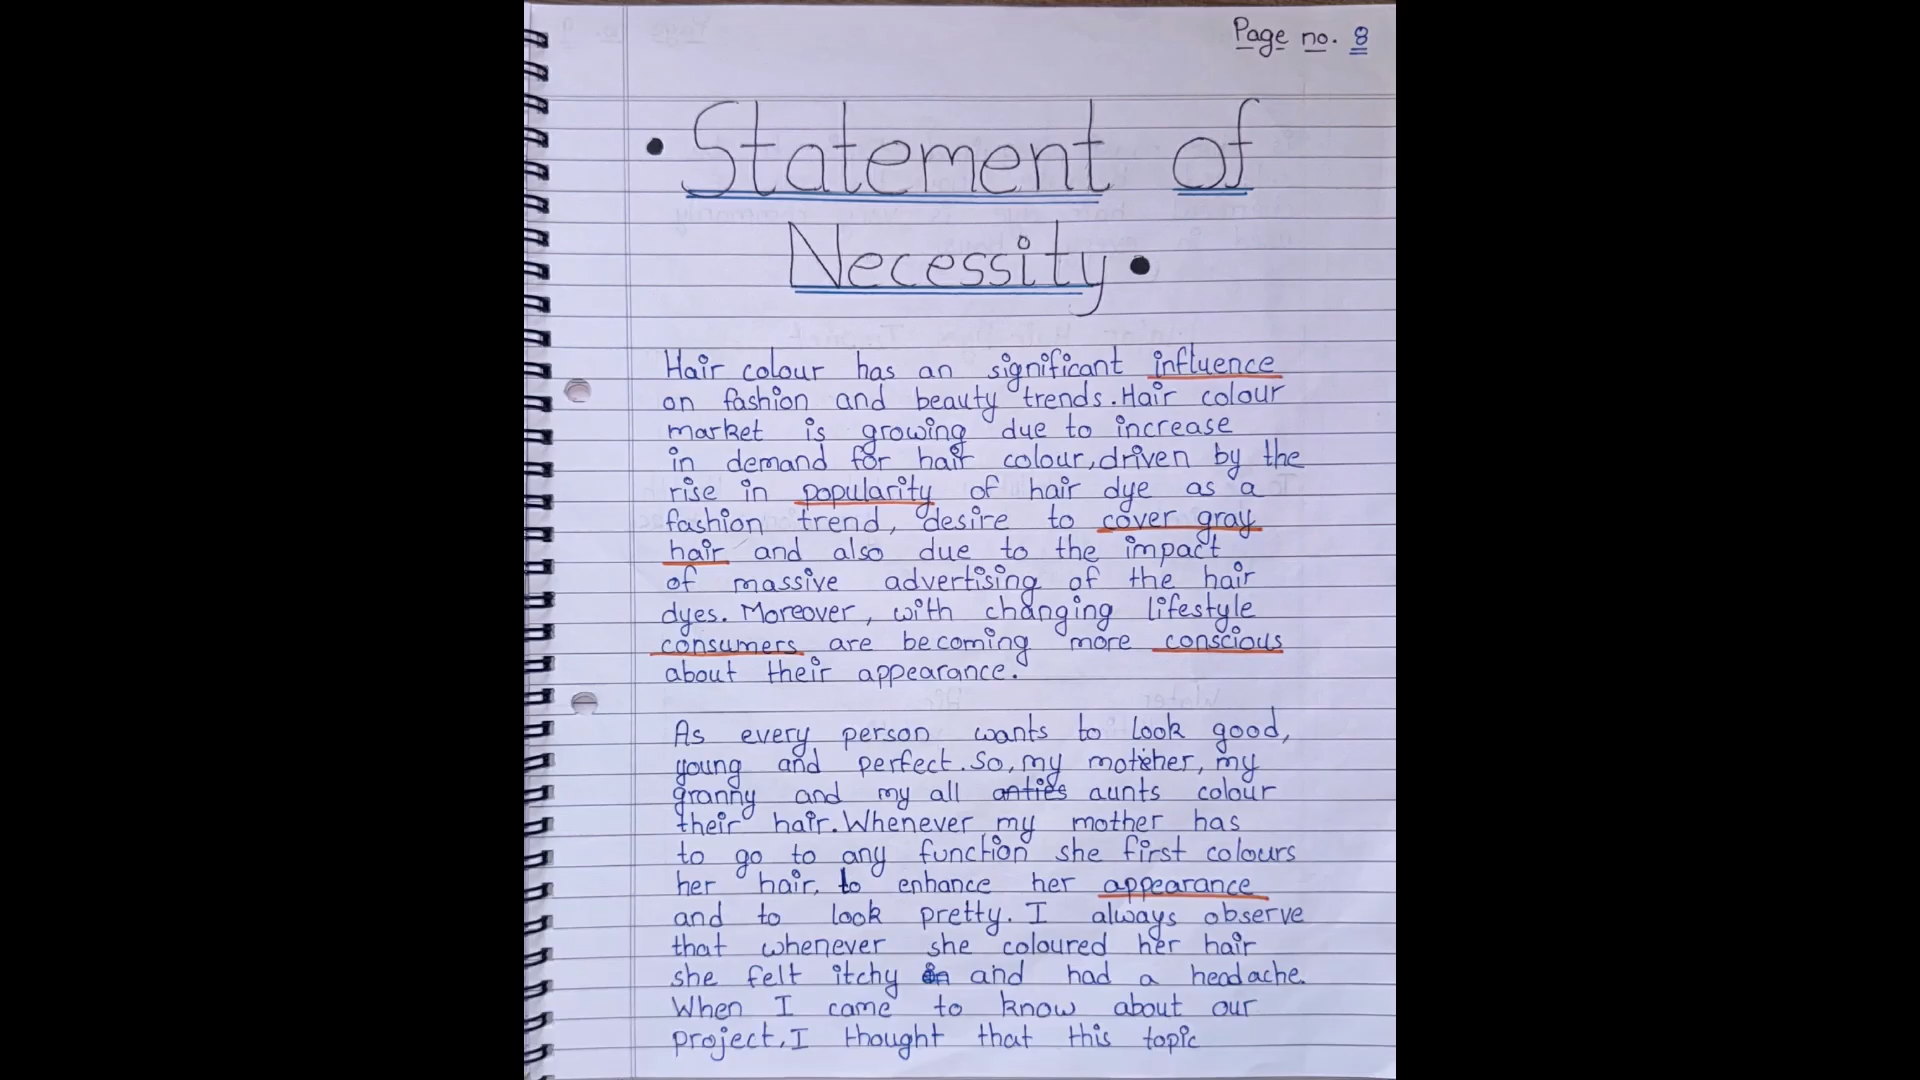 Page no. 8
• Statement of
Necessity •
Hair colour has an significant influence
on fashion and beauty trends. Hair colour
market is growing due to increase
in demand for hair colour, driven by the
rise in popularity of hair dye as a
fashion trend, desire to cover gray
hair and also due to the impact
of massive advertising of the hair
dyes. Moreover, with changing lifestyle
consumers are becoming more conscious
about their appearance.
As every person wants to look good,
young and perfect. So, my mother, my
granny and my all anties aunts colour
their hair. Whenever my mother has
to go to any function she first colours
her hair, to enhance her appearance
and to look pretty. I always observe
that whenever she coloured her hair
she felt itchy and had a headache.
When I came to know about our
project, I thought that this topic